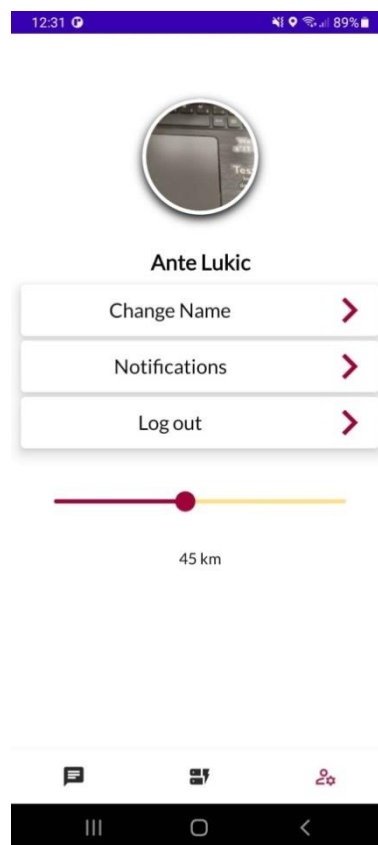 12:31 89%
Ante Lukic
Change Name
Notifications
Log out
45 km